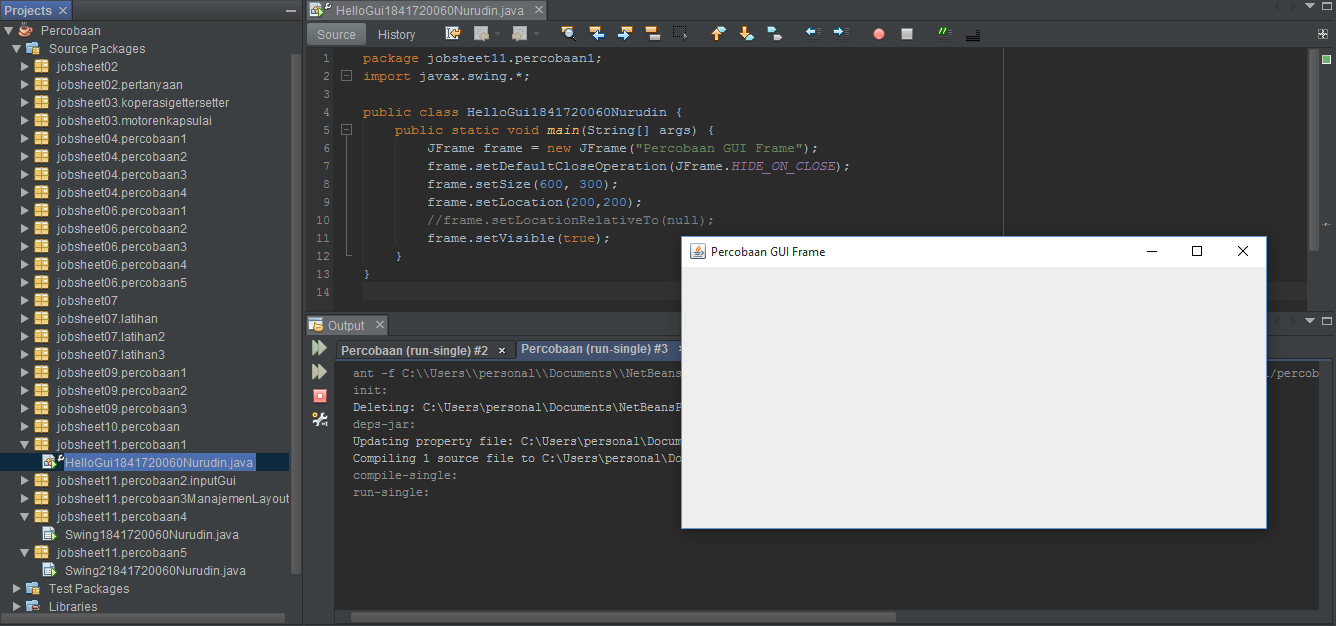 Projects
Percobaan
Source Packages
jobsheet02
jobsheet02.pertanyaan
jobsheet03.koperasigettersetter
jobsheet03.motorenkapsulai
jobsheet04.percobaan1
jobsheet04.percobaan2
jobsheet04.percobaan3
jobsheet04.percobaan4
jobsheet06.percobaan1
jobsheet06.percobaan2
jobsheet06.percobaan3
jobsheet06.percobaan4
jobsheet06.percobaan5
jobsheet07
jobsheet07.latihan
jobsheet07.latihan2
jobsheet07.latihan3
jobsheet09.percobaan1
jobsheet09.percobaan2
jobsheet09.percobaan3
jobsheet10.percobaan
jobsheet11.percobaan1
HelloGui1841720060Nurudin.java
jobsheet11.percobaan2.inputGui
jobsheet11.percobaan3ManajemenLayout
jobsheet11.percobaan4
Swing1841720060Nurudin.java
jobsheet11.percobaan5
Swing21841720060Nurudin.java
Test Packages
Libraries
HelloGui1841720060Nurudin.java
Source History
1 package jobsheet11.percobaan1;
2 import javax.swing.*;
3
4 public class HelloGui1841720060Nurudin {
5 public static void main(String[] args) {
6 JFrame frame = new JFrame("Percobaan GUI Frame");
7 frame.setDefaultCloseOperation(JFrame.HIDE_ON_CLOSE);
8 frame.setSize(600, 300);
9 frame.setLocation(200,200);
10 //frame.setLocationRelativeTo(null);
11 frame.setVisible(true);
12 }
13 }
14
Percobaan GUI Frame
Output
Percobaan (run-single) #2 Percobaan (run-single) #3
ant -f C:\\Users\\personal\\Documents\\NetBeans /percob
init:
Deleting: C:\Users\personal\Documents\NetBeansP
deps-jar:
Updating property file: C:\Users\personal\Docum
Compiling 1 source file to C:\Users\personal\Do
compile-single:
run-single: